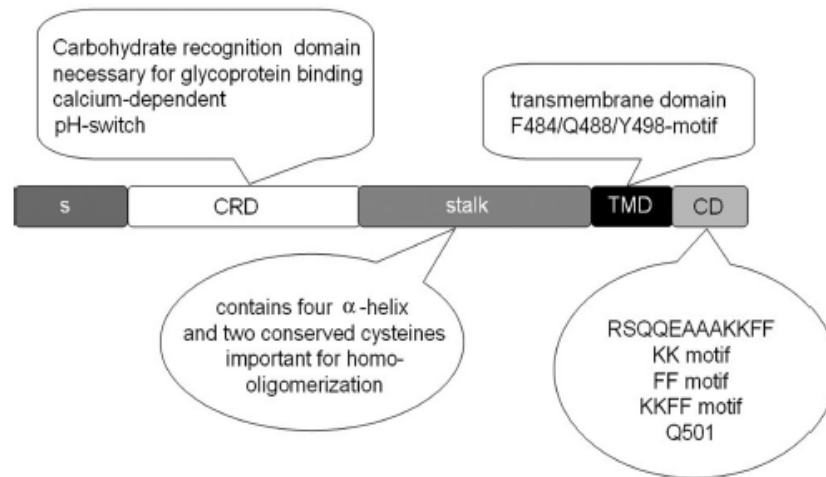 Carbohydrate recognition domain
necessary for glycoprotein binding
calcium-dependent
pH-switch
transmembrane domain
F484/Q488/Y498-motif
s
CRD
stalk
TMD
CD
contains four α-helix
and two conserved cysteines
important for homo-
oligomerization
RSQQEAAAKKFF
KK motif
FF motif
KKFF motif
Q501